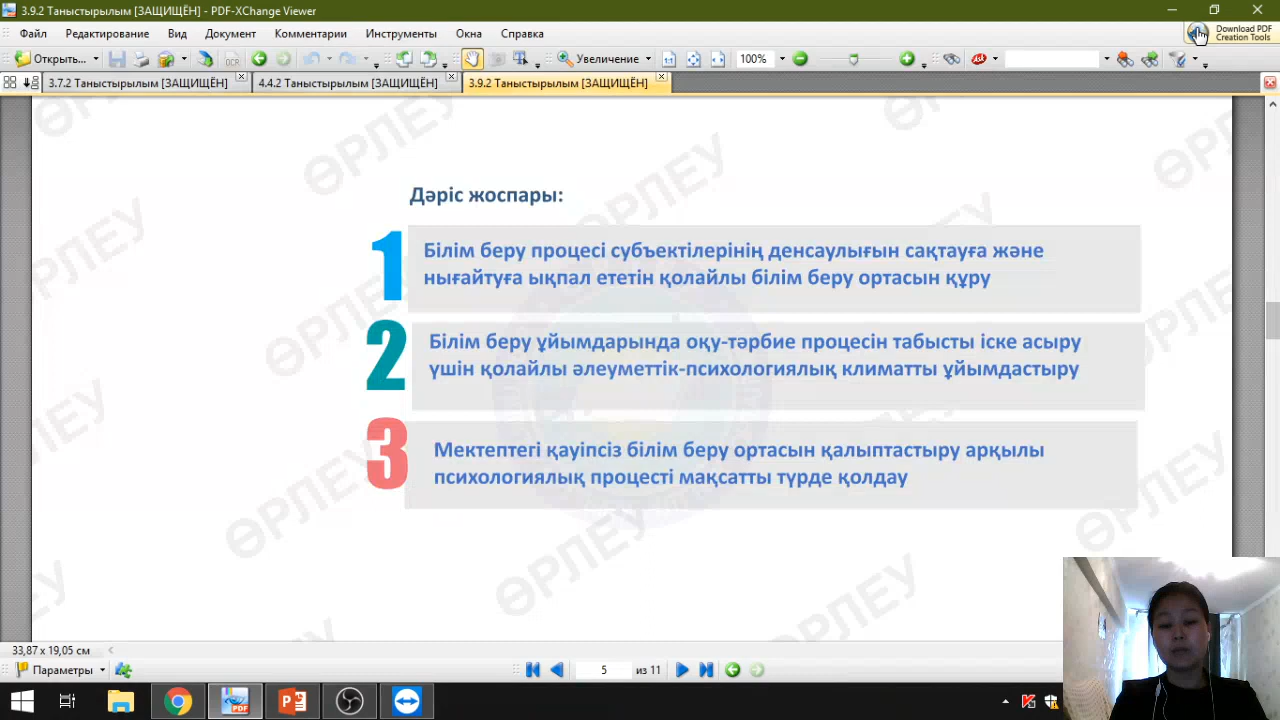 3.9.2 Таныстырылым [ЗАЩИЩЁН] - PDF-XChange Viewer
Файл Редактирование Вид Документ Комментарии Инструменты Окна Справка
Download PDF
Creation Tools
Открыть... Увеличение 100%
3.7.2 Таныстырылым [ЗАЩИЩЁН] 4.4.2 Таныстырылым [ЗАЩИЩЁН] 3.9.2 Таныстырылым [ЗАЩИЩЁН]
Дәріс жоспары:
1 Білім беру процесі субъектілерінің денсаулығын сақтауға және
нығайтуға ықпал ететін қолайлы білім беру ортасын құру
2 Білім беру ұйымдарында оқу-тәрбие процесін табысты іске асыру
үшін қолайлы әлеуметтік-психологиялық климатты ұйымдастыру
3 Мектептегі қауіпсіз білім беру ортасын қалыптастыру арқылы
психологиялық процесті мақсатты түрде қолдау
ӨРЛЕУ
33,87 x 19,05 см
Параметры 5 из 11